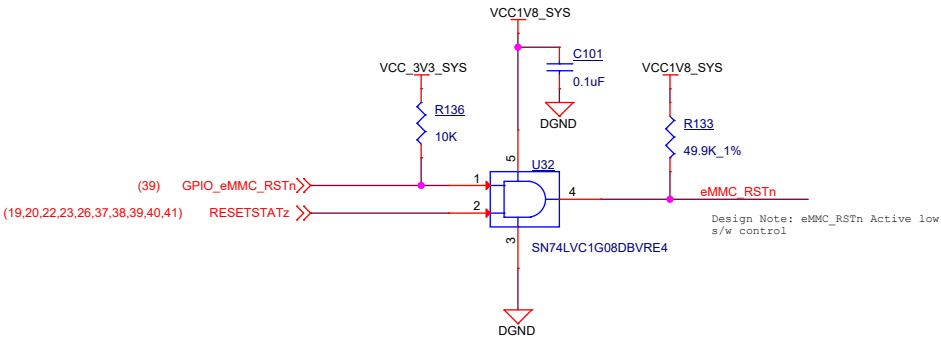 VCC1V8_SYS
C101
VCC_3V3_SYS
VCC1V8_SYS
0.1uF
R136
DGND
R133
10K
49.9K_1%
5
U32
(39) GPIO_eMMC_RSTn
1
4
eMMC_RSTn
(19,20,22,23,26,37,38,39,40,41) RESETSTATz
2
Design Note: eMMC_RSTn Active low
s/w control
3
SN74LVC1G08DBVRE4
DGND